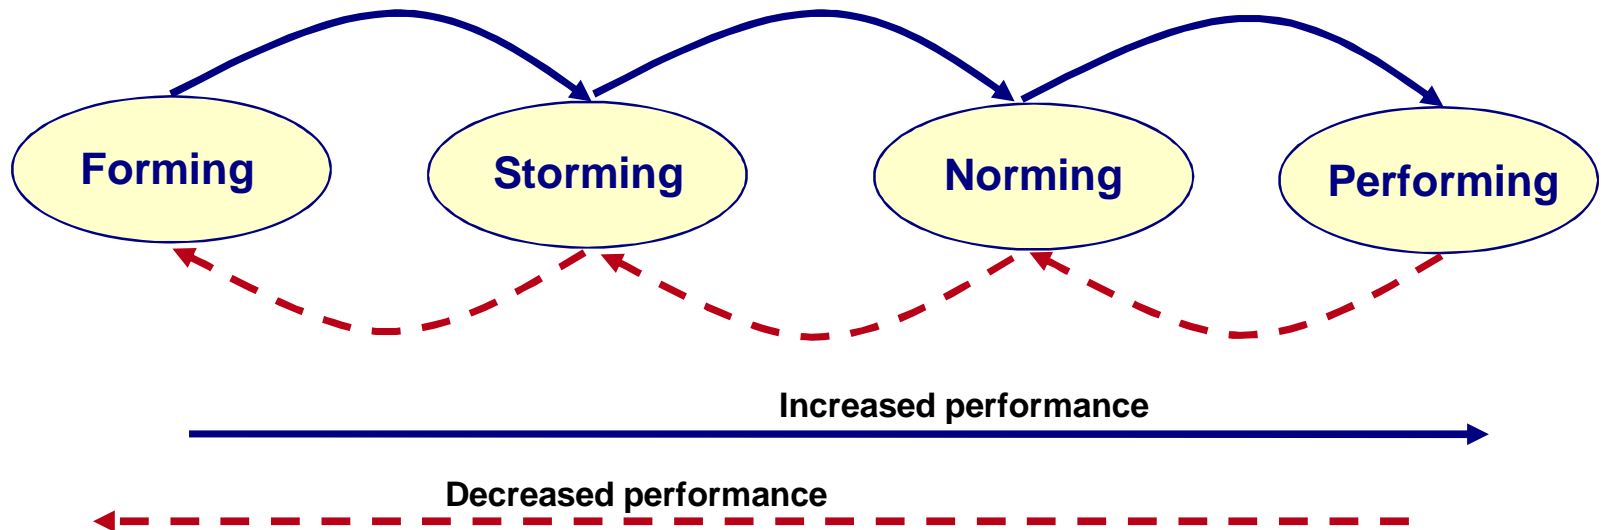 Forming
Storming
Norming
Performing
Increased performance
Decreased performance